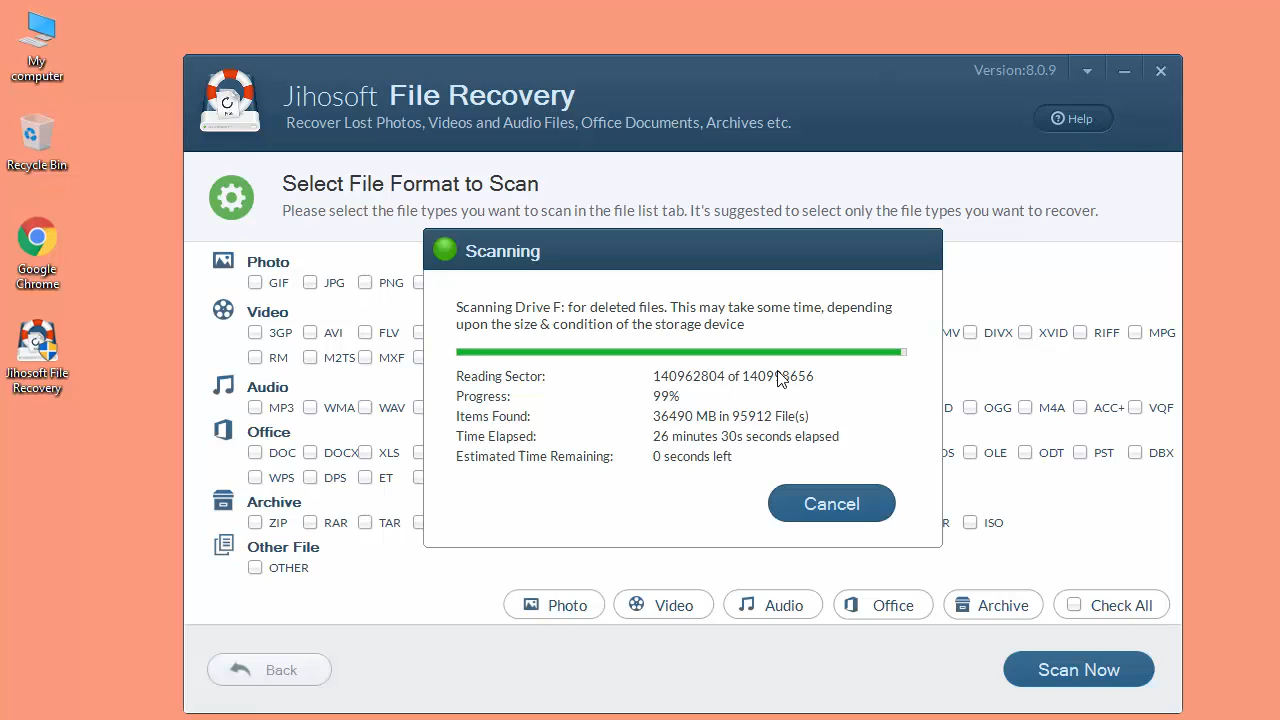 My
computer
Recycle Bin
Google
Chrome
Jihosoft File
Recovery
Version:8.0.9
Jihosoft File Recovery
Recover Lost Photos, Videos and Audio Files, Office Documents, Archives etc.
Help
Select File Format to Scan
Please select the file types you want to scan in the file list tab. It's suggested to select only the file types you want to recover.
Scanning
Scanning Drive F: for deleted files. This may take some time, depending
upon the size & condition of the storage device
Reading Sector: 140962804 of
Progress: 99%
Items Found: 36490 MB in 95912 File(s)
Time Elapsed: 26 minutes 30s seconds elapsed
Estimated Time Remaining: 0 seconds left
Cancel
Photo
GIF JPG PNG
Video
3GP AVI FLV MV DIVX XVID RIFF MPG
RM M2TS MXF
Audio
MP3 WMA WAV D OGG M4A ACC+ VQF
Office
DOC DOCX XLS DS OLE ODT PST DBX
WPS DPS ET
Archive
ZIP RAR TAR R ISO
Other File
OTHER
Photo Video Audio Office Archive Check All
Back Scan Now